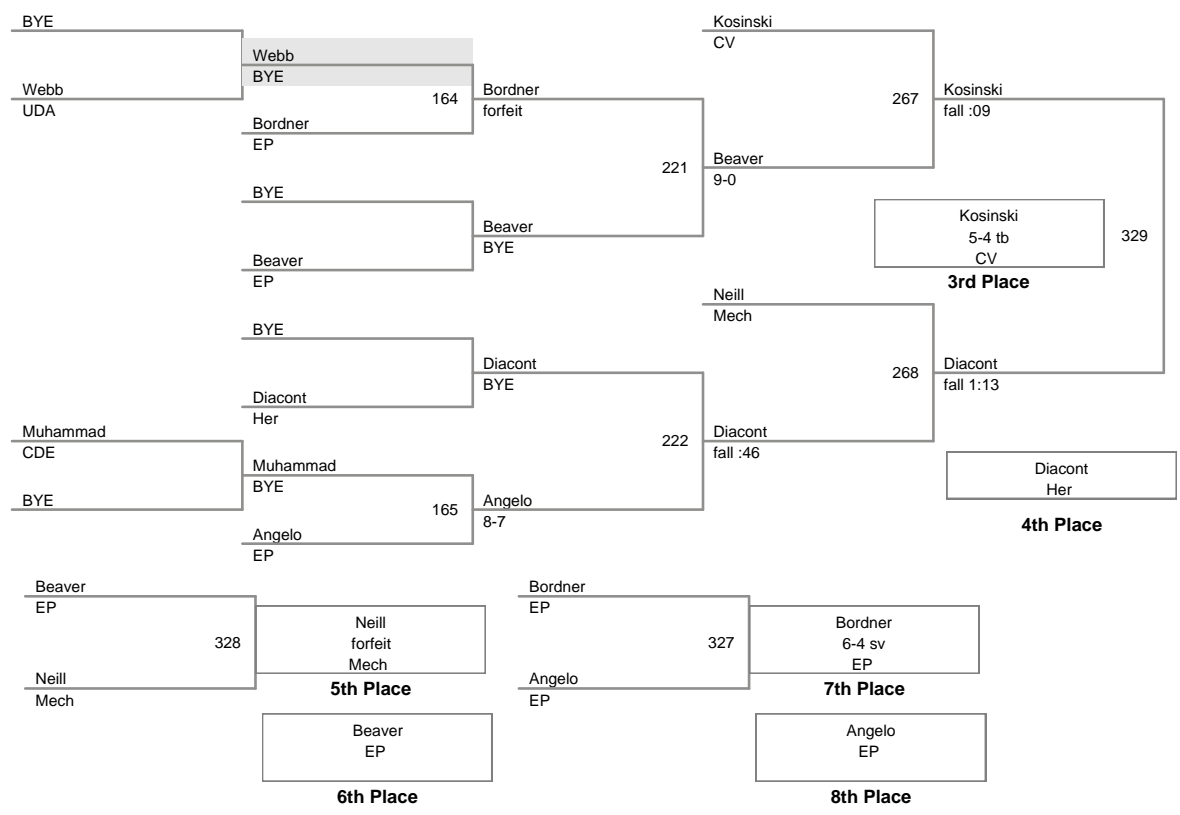 BYE
Webb
UDA
Webb
BYE
164
Bordner
EP
Bordner
forfeit
BYE
Beaver
EP
Beaver
BYE
221
Beaver
9-0
Kosinski
CV
267
Kosinski
fall :09
Kosinski
5-4 tb
CV
3rd Place
329
BYE
Diacont
Her
Diacont
BYE
Muhammad
CDE
BYE
Muhammad
BYE
165
Angelo
EP
Angelo
8-7
222
Diacont
fall :46
Neill
Mech
268
Diacont
fall 1:13
Diacont
Her
4th Place
Beaver
EP
328
Neill
Mech
Neill
forfeit
Mech
5th Place
Beaver
EP
6th Place
Bordner
EP
327
Angelo
EP
Bordner
6-4 sv
EP
7th Place
Angelo
EP
8th Place